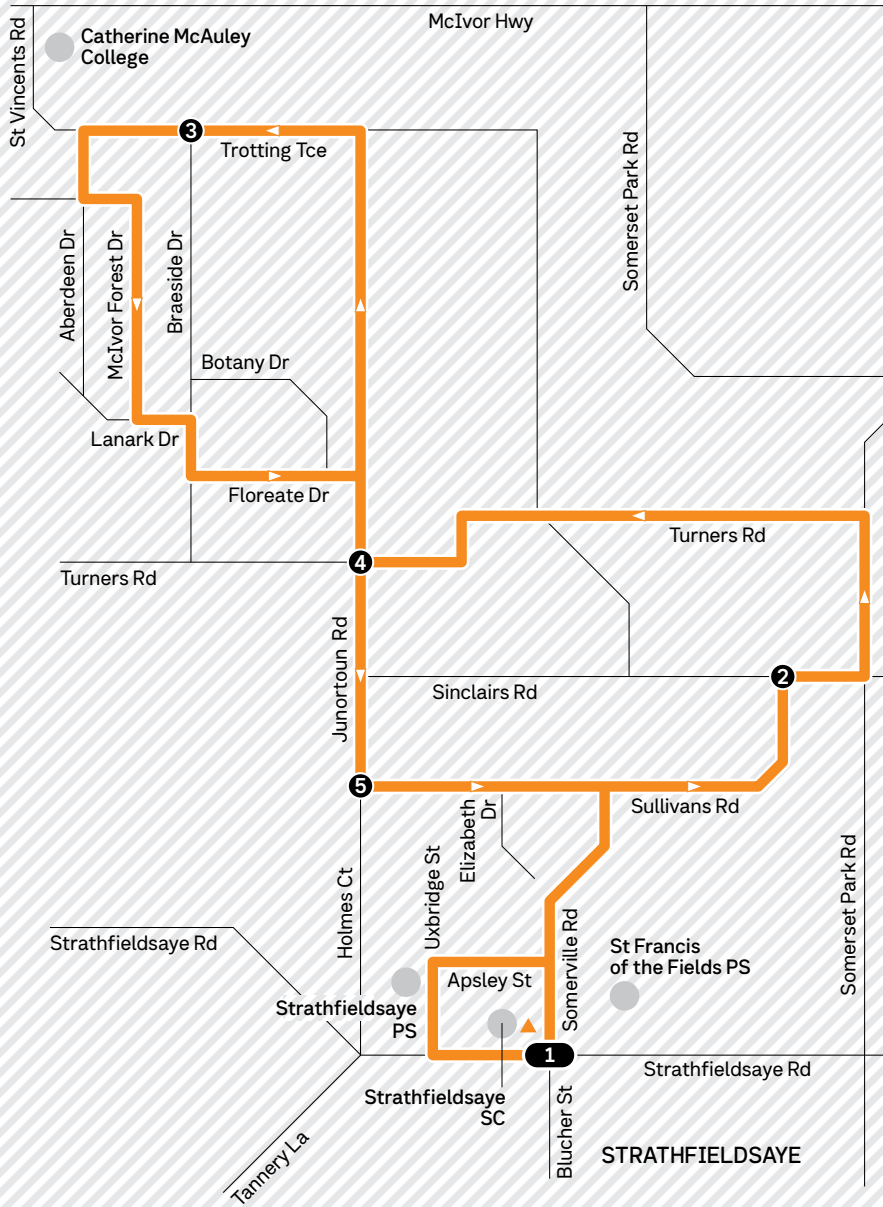 McIvor Hwy
St Vincents Rd
Catherine McAuley
College
3
Trotting Tce
Somerset Park Rd
Aberdeen Dr
McIvor Forest Dr
Braeside Dr
Botany Dr
Lanark Dr
Floreate Dr
Turners Rd
4
Turners Rd
Junortoun Rd
2
Sinclairs Rd
5
Sullivans Rd
Elizabeth
Dr
Uxbridge St
Holmes Ct
Somerset Park Rd
Strathfieldsaye Rd
Somerville Rd
St Francis
of the Fields PS
Apsley St
Strathfieldsaye
PS
1
Strathfieldsaye Rd
Strathfieldsaye
SC
Blucher St
Tannery La
STRATHFIELDSAYE